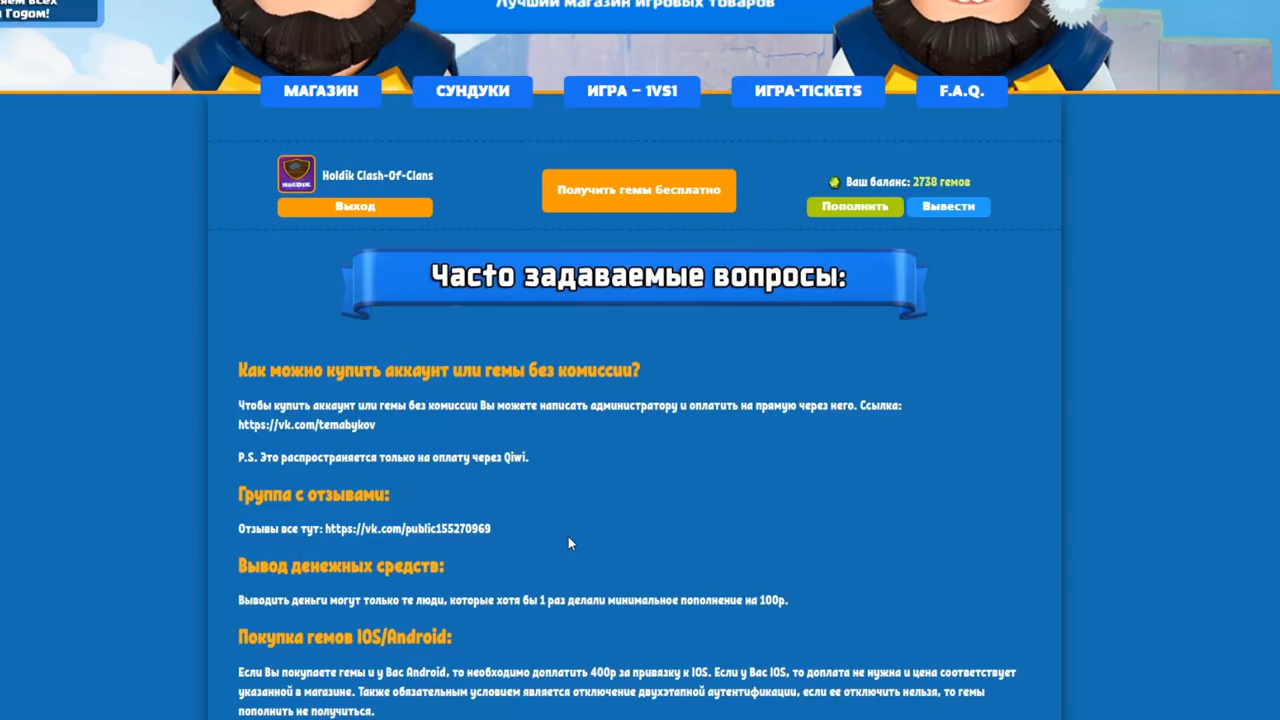 яем всех
Годом!
Лучший магазин игровых товаров
МАГАЗИН
СУНДУКИ
ИГРА – 1VS1
ИГРА-TICKETS
F.A.Q.
HOLDIK
Holdik Clash-Of-Clans
Выход
Получить гемы бесплатно
Ваш баланс: 2738 гемов
Пополнить
Вывести
Часто задаваемые вопросы:
Как можно купить аккаунт или гемы без комиссии?
Чтобы купить аккаунт или гемы без комиссии Вы можете написать администратору и оплатить на прямую через него. Ссылка:
https://vk.com/temabykov
P.S. Это распространяется только на оплату через Qiwi.
Группа с отзывами:
Отзывы все тут: https://vk.com/public155270969
Вывод денежных средств:
Выводить деньги могут только те люди, которые хотя бы 1 раз делали минимальное пополнение на 100р.
Покупка гемов IOS/Android:
Если Вы покупаете гемы и у Вас Android, то необходимо доплатить 400р за привязку к IOS. Если у Вас IOS, то доплата не нужна и цена соответствует
указанной в магазине. Также обязательным условием является отключение двухэтапной аутентификации, если ее отключить нельзя, то гемы
пополнить не получиться.